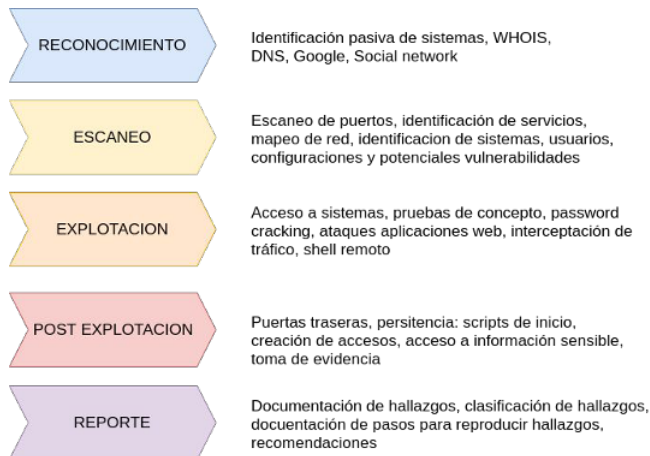 RECONOCIMIENTO
Identificación pasiva de sistemas, WHOIS,
DNS, Google, Social network
ESCANEO
Escaneo de puertos, identificación de servicios,
mapeo de red, identificacion de sistemas, usuarios,
configuraciones y potenciales vulnerabilidades
EXPLOTACION
Acceso a sistemas, pruebas de concepto, password
cracking, ataques aplicaciones web, interceptación de
tráfico, shell remoto
POST EXPLOTACION
Puertas traseras, persitencia: scripts de inicio,
creación de accesos, acceso a información sensible,
toma de evidencia
REPORTE
Documentación de hallazgos, clasificación de hallazgos,
docuentación de pasos para reproducir hallazgos,
recomendaciones